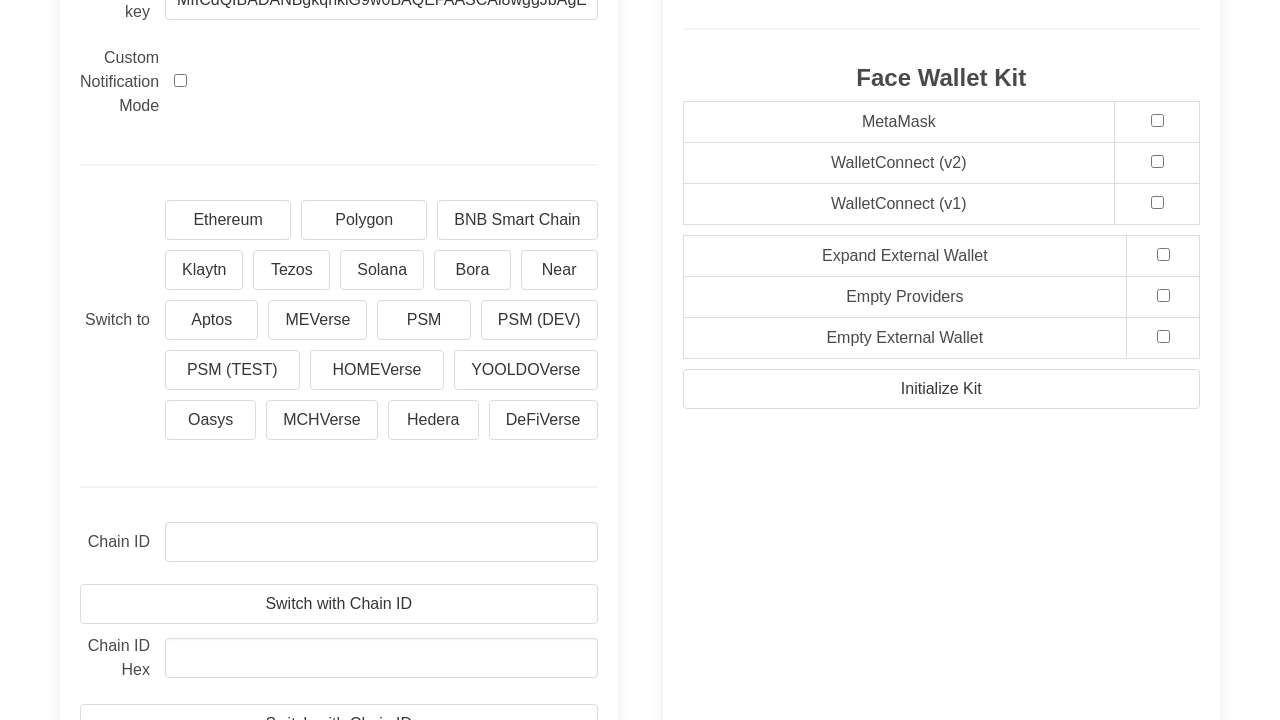 key
Custom
Notification
Mode
Switch to
Ethereum
Polygon
BNB Smart Chain
Klaytn
Tezos
Solana
Bora
Near
Aptos
MEVerse
PSM
PSM (DEV)
PSM (TEST)
HOMEVerse
YOOLDOVerse
Oasys
MCHVerse
Hedera
DeFiVerse
Chain ID
Switch with Chain ID
Chain ID
Hex
Face Wallet Kit
MetaMask
WalletConnect (v2)
WalletConnect (v1)
Expand External Wallet
Empty Providers
Empty External Wallet
Initialize Kit